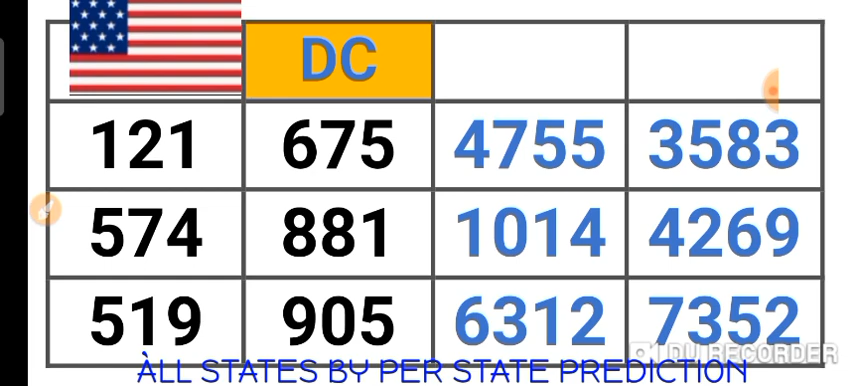 DC
121 675 4755 3583
574 881 1014 4269
519 905 6312 7352
DU RECORDER
ÀLL STATES BY PER STATE PREDICTION